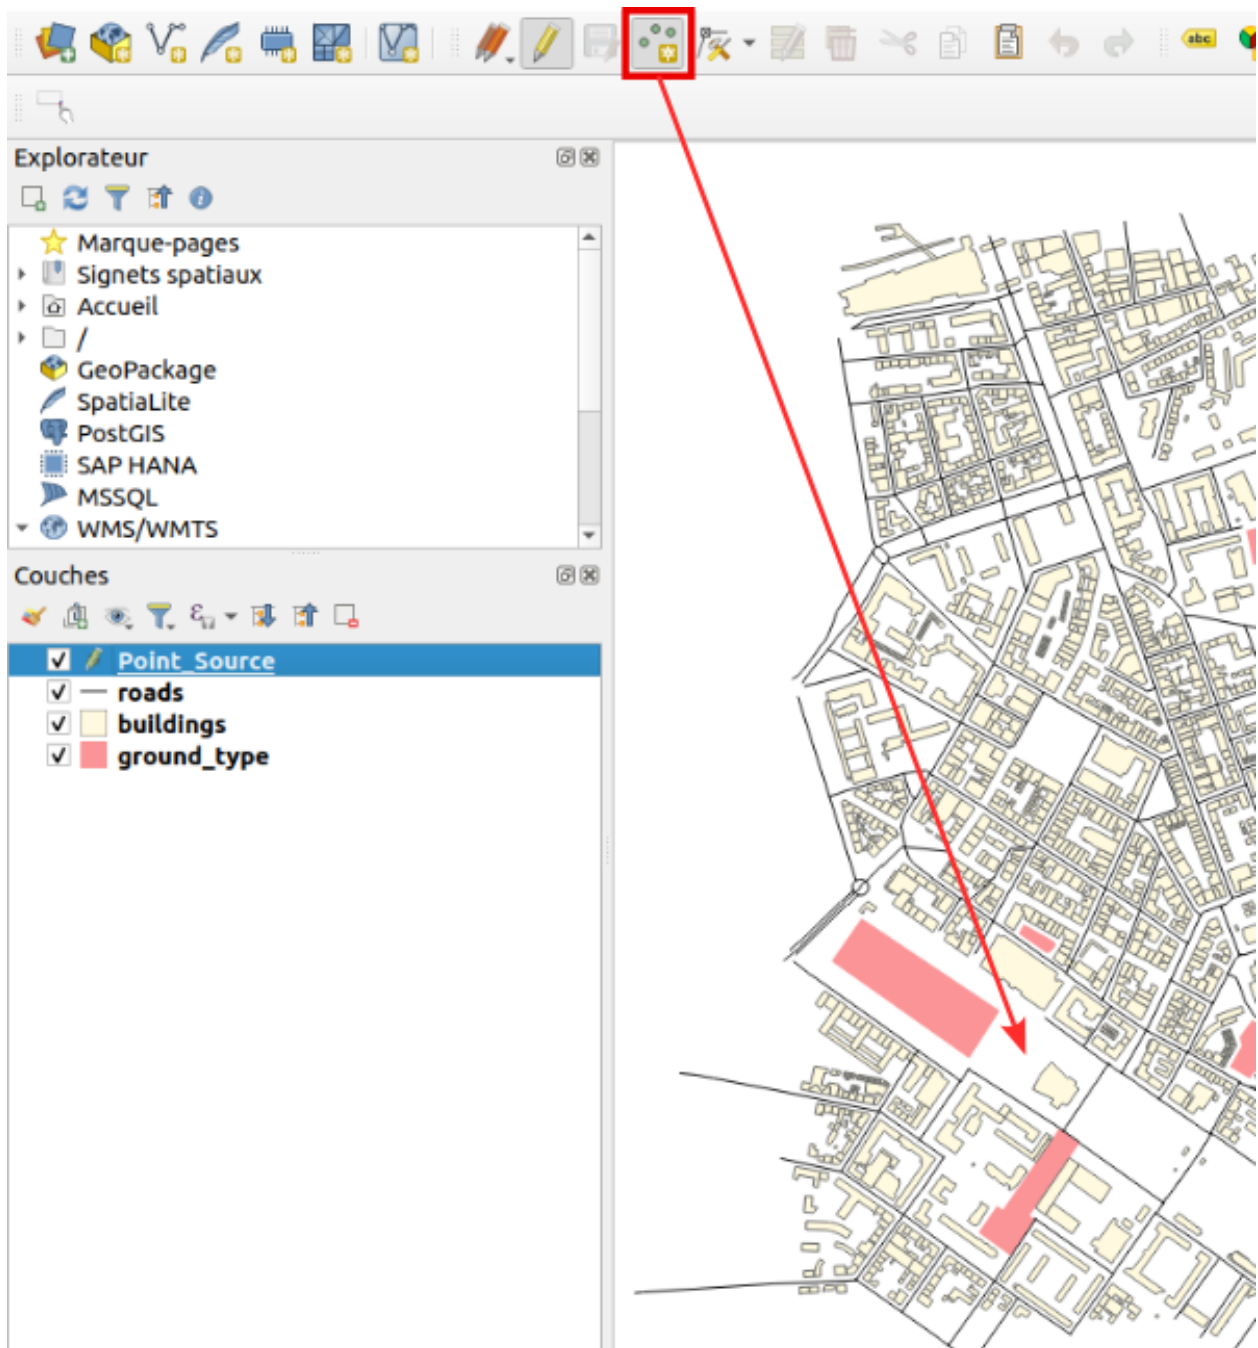 abc
Explorateur
Marque-pages
Signets spatiaux
Accueil
/
GeoPackage
SpatiaLite
PostGIS
SAP HANA
MSSQL
WMS/WMTS
Couches
Point_Source
roads
buildings
ground_type